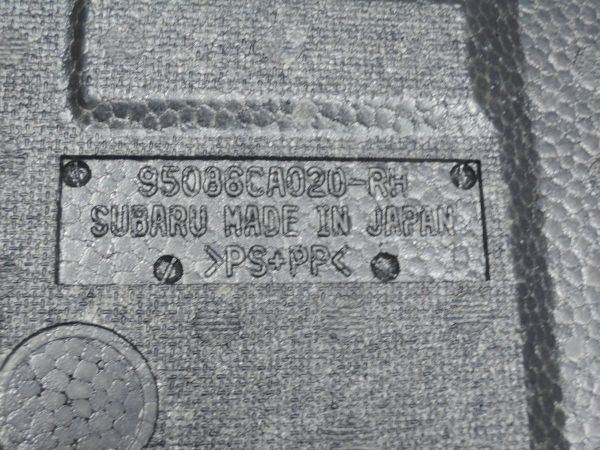 95086CA020-RH
SUBARU MADE IN JAPAN
>PS+PP<